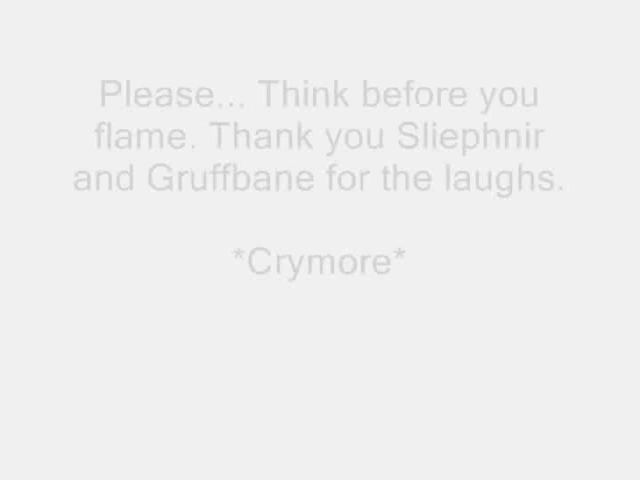 Please... Think before you
flame. Thank you Sliephnir
and Gruffbane for the laughs.
*Crymore*